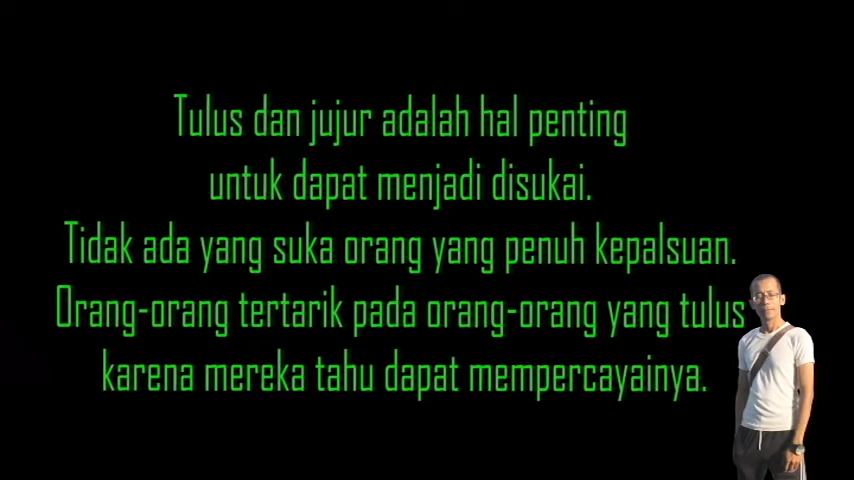 Tulus dan jujur adalah hal penting
untuk dapat menjadi disukai.
Tidak ada yang suka orang yang penuh kepalsuan.
Orang-orang tertarik pada orang-orang yang tulus
karena mereka tahu dapat mempercayainya.